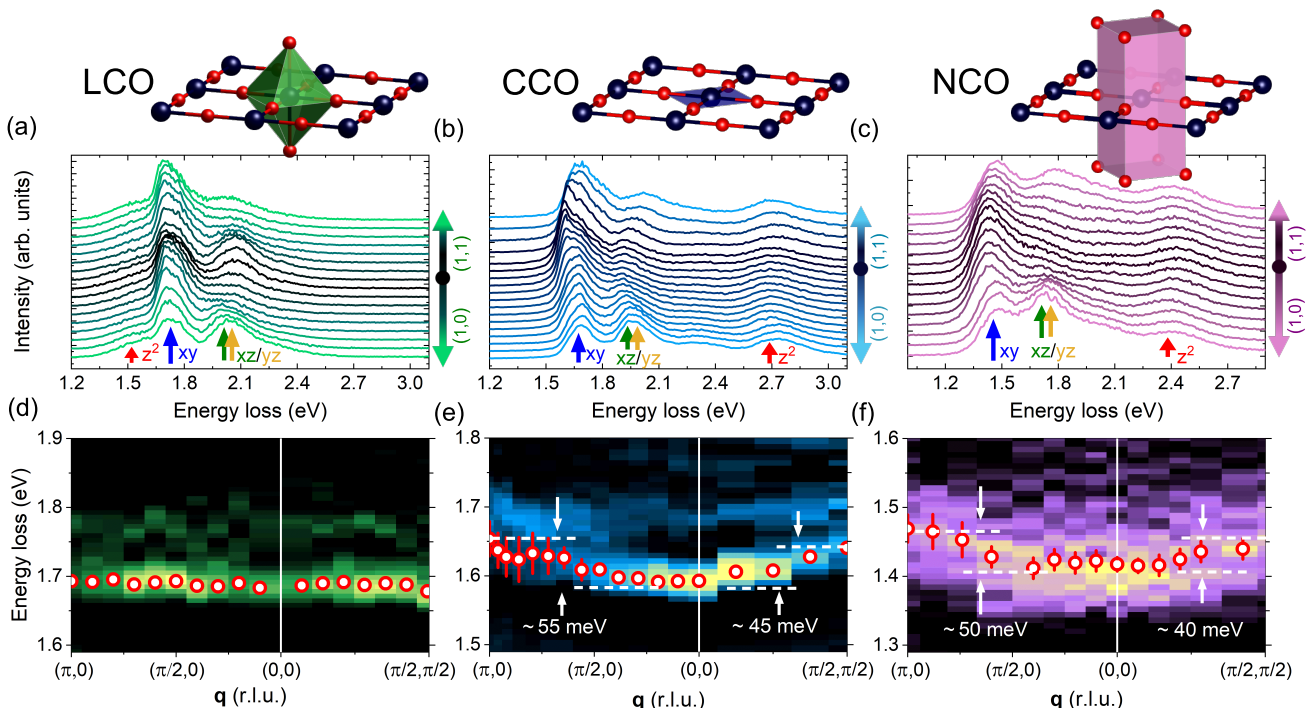 LCO
CCO
NCO
(a)
(b)
(c)
Intensity (arb. units)
z²
xy
xz/yz
(1,1)
(1,0)
1.2 1.5 1.8 2.1 2.4 2.7 3.0
Energy loss (eV)
xy
xz/yz
z²
(1,1)
(1,0)
1.2 1.5 1.8 2.1 2.4 2.7 3.0
Energy loss (eV)
xy
xz/yz
z²
(1,1)
(1,0)
1.2 1.5 1.8 2.1 2.4 2.7
Energy loss (eV)
(d)
(e)
(f)
Energy loss (eV)
1.9
1.8
1.7
1.6
(π,0) (π/2,0) (0,0) (π/2,π/2)
q (r.l.u.)
1.8
1.7
1.6
1.5
~ 55 meV
~ 45 meV
(π,0) (π/2,0) (0,0) (π/2,π/2)
q (r.l.u.)
1.6
1.5
1.4
1.3
~ 50 meV
~ 40 meV
(π,0) (π/2,0) (0,0) (π/2,π/2)
q (r.l.u.)